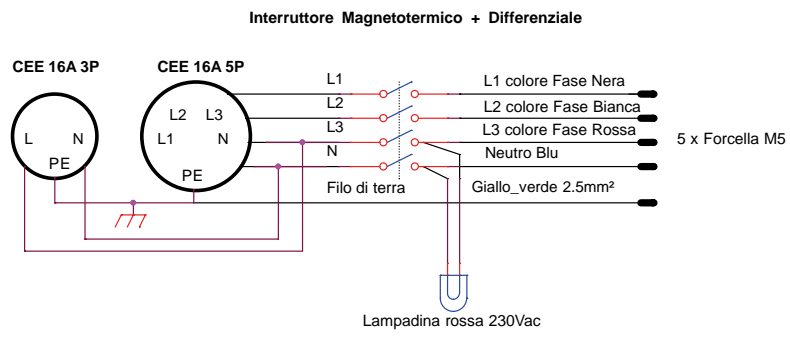 Interruttore Magnetotermico + Differenziale
CEE 16A 3P
CEE 16A 5P
L1
L1 colore Fase Nera
L2
L2 colore Fase Bianca
L3
L3 colore Fase Rossa
N
Neutro Blu
Filo di terra
Giallo_verde 2.5mm²
5 x Forcella M5
L N
PE
L2 L3
L1 N
PE
Lampadina rossa 230Vac